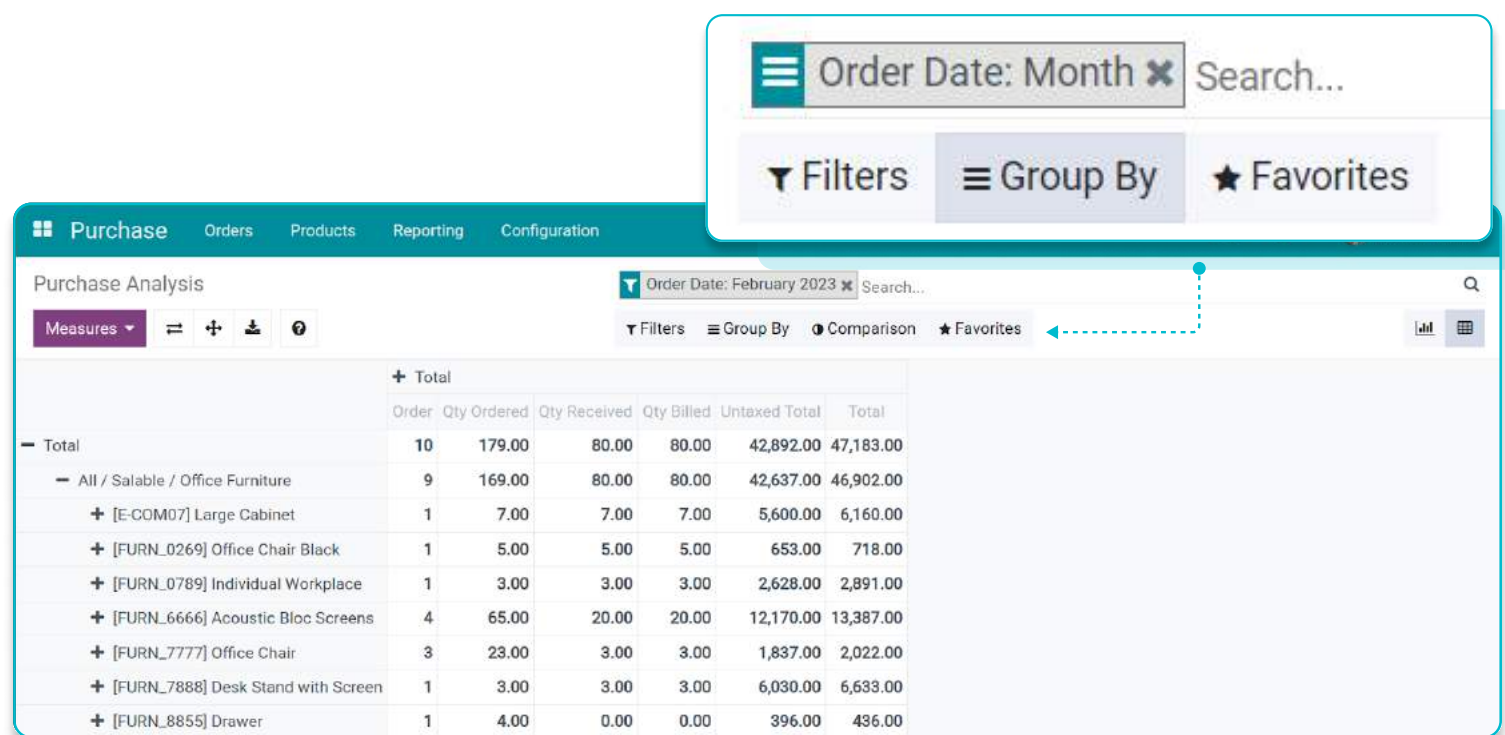 Order Date: Month ✖ Search...
Filters Group By Favorites
Purchase Orders Products Reporting Configuration
Purchase Analysis Order Date: February 2023 ✖ Search...
Measures Filters Group By Comparison Favorites
+ Total
Order Qty Ordered Qty Received Qty Billed Untaxed Total Total
− Total 10 179.00 80.00 80.00 42,892.00 47,183.00
− All / Salable / Office Furniture 9 169.00 80.00 80.00 42,637.00 46,902.00
+ [E-COM07] Large Cabinet 1 7.00 7.00 7.00 5,600.00 6,160.00
+ [FURN_0269] Office Chair Black 1 5.00 5.00 5.00 653.00 718.00
+ [FURN_0789] Individual Workplace 1 3.00 3.00 3.00 2,628.00 2,891.00
+ [FURN_6666] Acoustic Bloc Screens 4 65.00 20.00 20.00 12,170.00 13,387.00
+ [FURN_7777] Office Chair 3 23.00 3.00 3.00 1,837.00 2,022.00
+ [FURN_7888] Desk Stand with Screen 1 3.00 3.00 3.00 6,030.00 6,633.00
+ [FURN_8855] Drawer 1 4.00 0.00 0.00 396.00 436.00